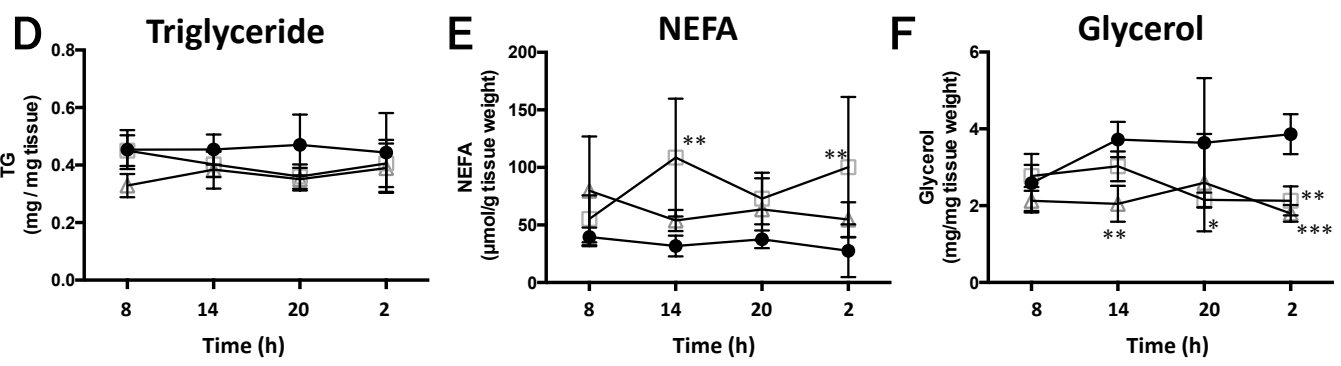 D Triglyceride
TG
(mg / mg tissue)
0.8
0.6
0.4
0.2
0.0
8 14 20 2
Time (h)
E NEFA
NEFA
(μmol/g tissue weight)
200
150
100
50
0
**
**
8 14 20 2
Time (h)
F Glycerol
Glycerol
(mg/mg tissue weight)
6
4
2
0
**
*
**
***
8 14 20 2
Time (h)